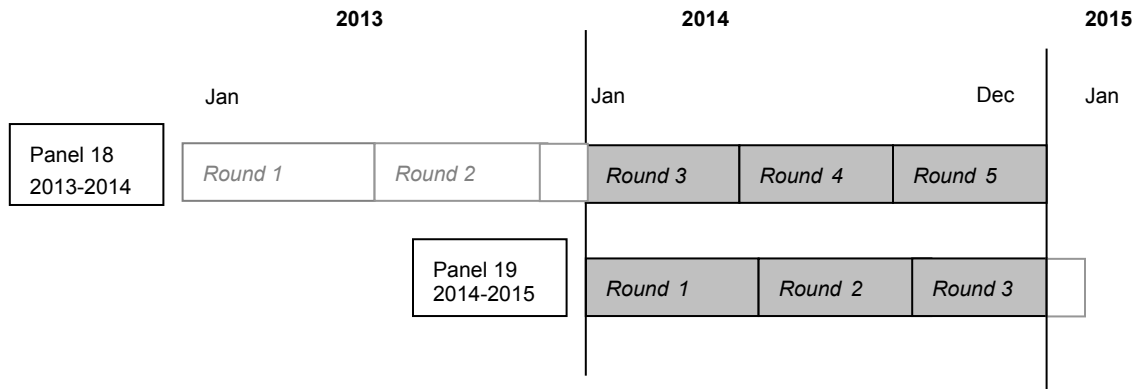 2013 2014 2015
Jan Jan Dec Jan
Panel 18
2013-2014
Round 1 Round 2 Round 3 Round 4 Round 5
Panel 19
2014-2015
Round 1 Round 2 Round 3